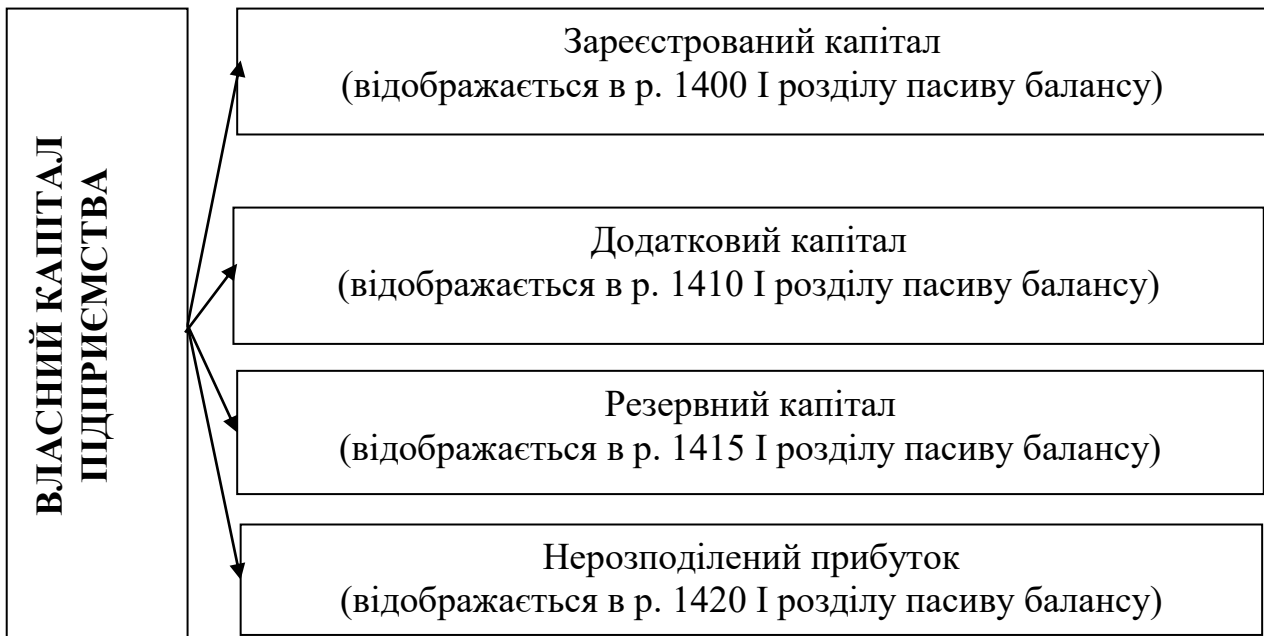 ВЛАСНИЙ КАПІТАЛ
ПІДПРИЄМСТВА
Зареєстрований капітал
(відображається в р. 1400 І розділу пасиву балансу)
Додатковий капітал
(відображається в р. 1410 І розділу пасиву балансу)
Резервний капітал
(відображається в р. 1415 І розділу пасиву балансу)
Нерозподілений прибуток
(відображається в р. 1420 І розділу пасиву балансу)